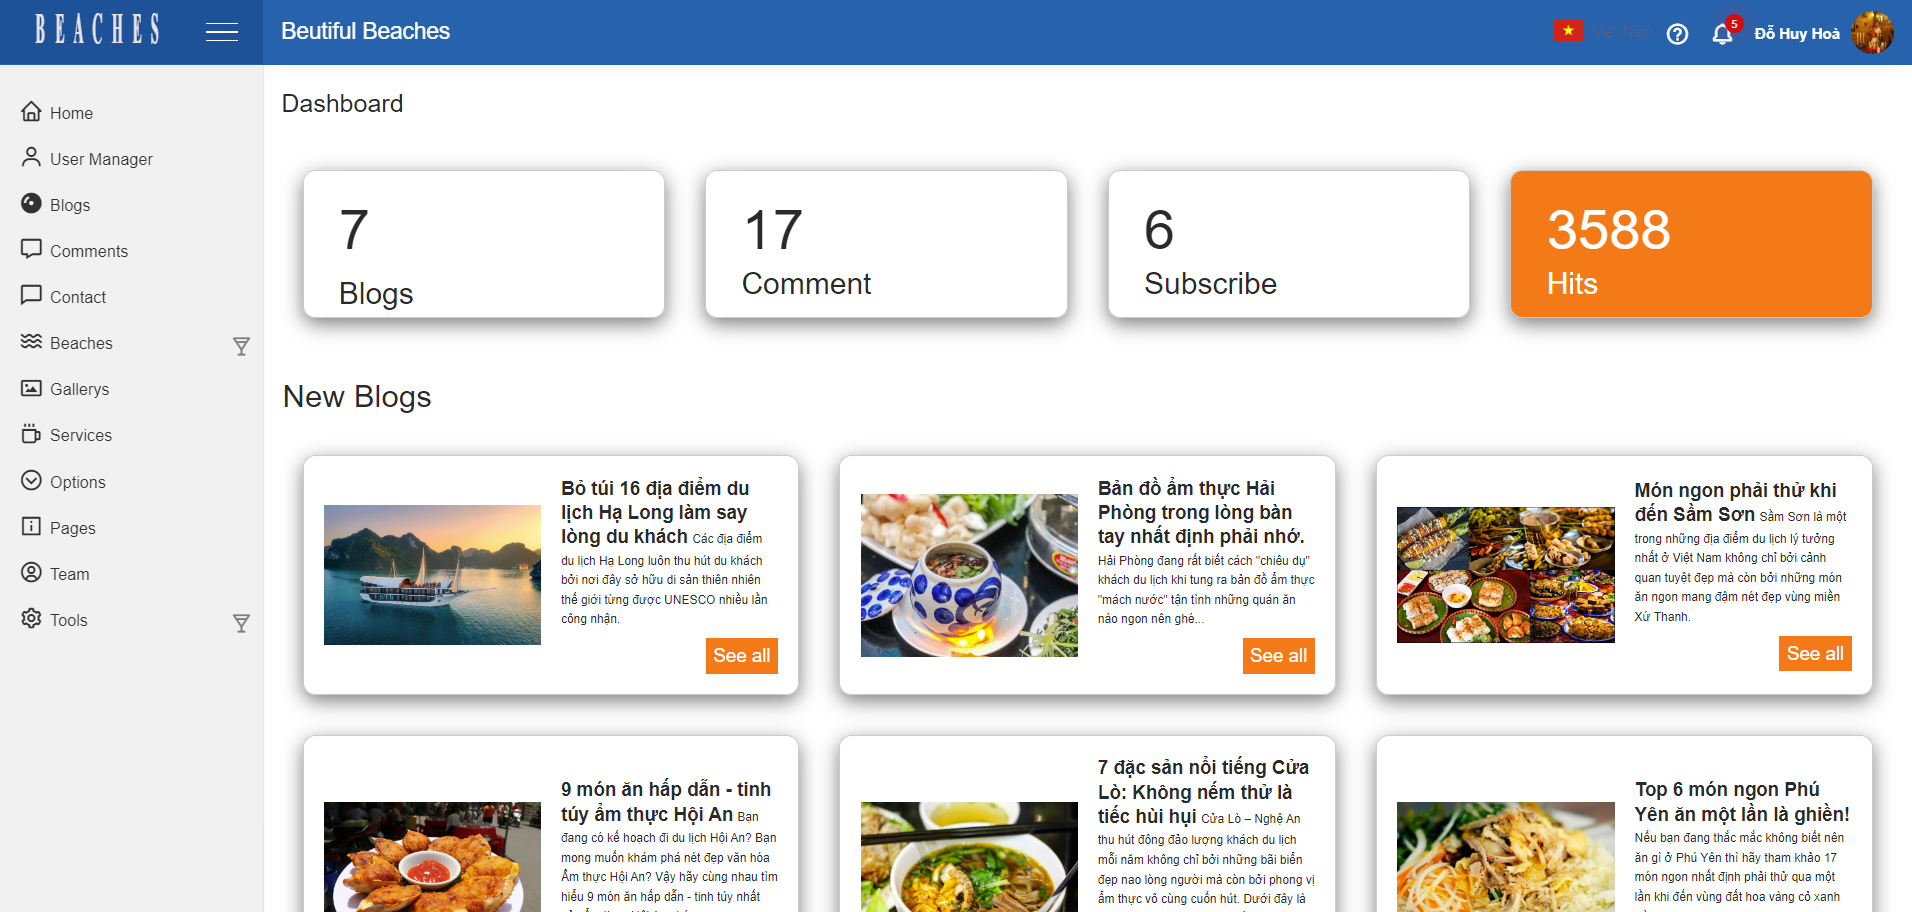 BEACHES
Beutiful Beaches
Việt Nam
5
Đỗ Huy Hoà
Home
User Manager
Blogs
Comments
Contact
Beaches
Gallerys
Services
Options
Pages
Team
Tools
Dashboard
7
Blogs
17
Comment
6
Subscribe
3588
Hits
New Blogs
Bỏ túi 16 địa điểm du
lịch Hạ Long làm say
lòng du khách Các địa điểm
du lịch Hạ Long luôn thu hút du khách
bởi nơi đây sở hữu di sản thiên nhiên
thế giới từng được UNESCO nhiều lần
công nhận.
See all
Bản đồ ẩm thực Hải
Phòng trong lòng bàn
tay nhất định phải nhớ.
Hải Phòng đang rất biết cách "chiêu dụ"
khách du lịch khi tung ra bản đồ ẩm thực
"mách nước" tận tình những quán ăn
nào ngon nên ghé...
See all
Món ngon phải thử khi
đến Sầm Sơn Sầm Sơn là một
trong những địa điểm du lịch lý tưởng
nhất ở Việt Nam không chỉ bởi cảnh
quan tuyệt đẹp mà còn bởi những món
ăn ngon mang đậm nét đẹp vùng miền
Xứ Thanh.
See all
9 món ăn hấp dẫn - tinh
túy ẩm thực Hội An Bạn
đang có kế hoạch đi du lịch Hội An? Bạn
mong muốn khám phá nét đẹp văn hóa
Ẩm thực Hội An? Vậy hãy cùng nhau tìm
hiểu 9 món ăn hấp dẫn - tinh túy nhất
7 đặc sản nổi tiếng Cửa
Lò: Không nếm thử là
tiếc hùi hụi Cửa Lò – Nghệ An
thu hút đông đảo lượng khách du lịch
mỗi năm không chỉ bởi những bãi biển
đẹp nao lòng người mà còn bởi phong vị
ẩm thực vô cùng cuốn hút. Dưới đây là
Top 6 món ngon Phú
Yên ăn một lần là ghiền!
Nếu bạn đang thắc mắc không biết nên
ăn gì ở Phú Yên thì hãy tham khảo 17
món ngon nhất định phải thử qua một
lần khi đến vùng đất hoa vàng cỏ xanh